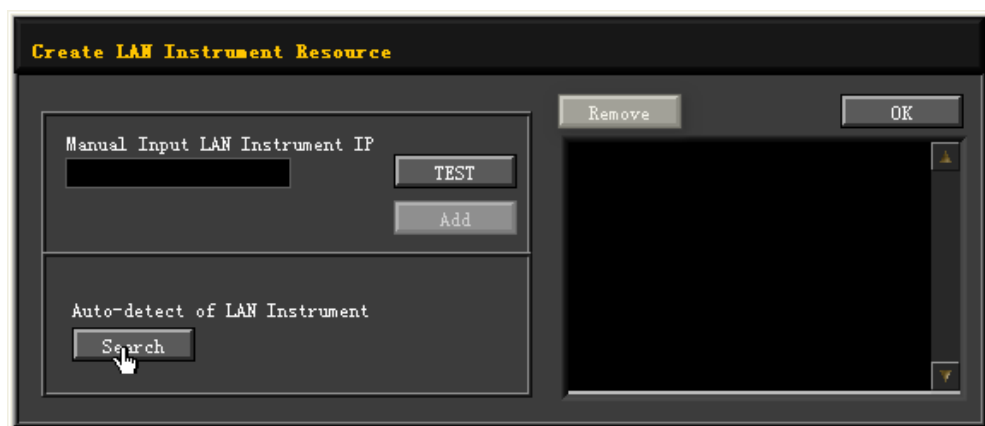 Create LAN Instrument Resource
Manual Input LAN Instrument IP
TEST
Add
Auto-detect of LAN Instrument
Search
Remove
OK